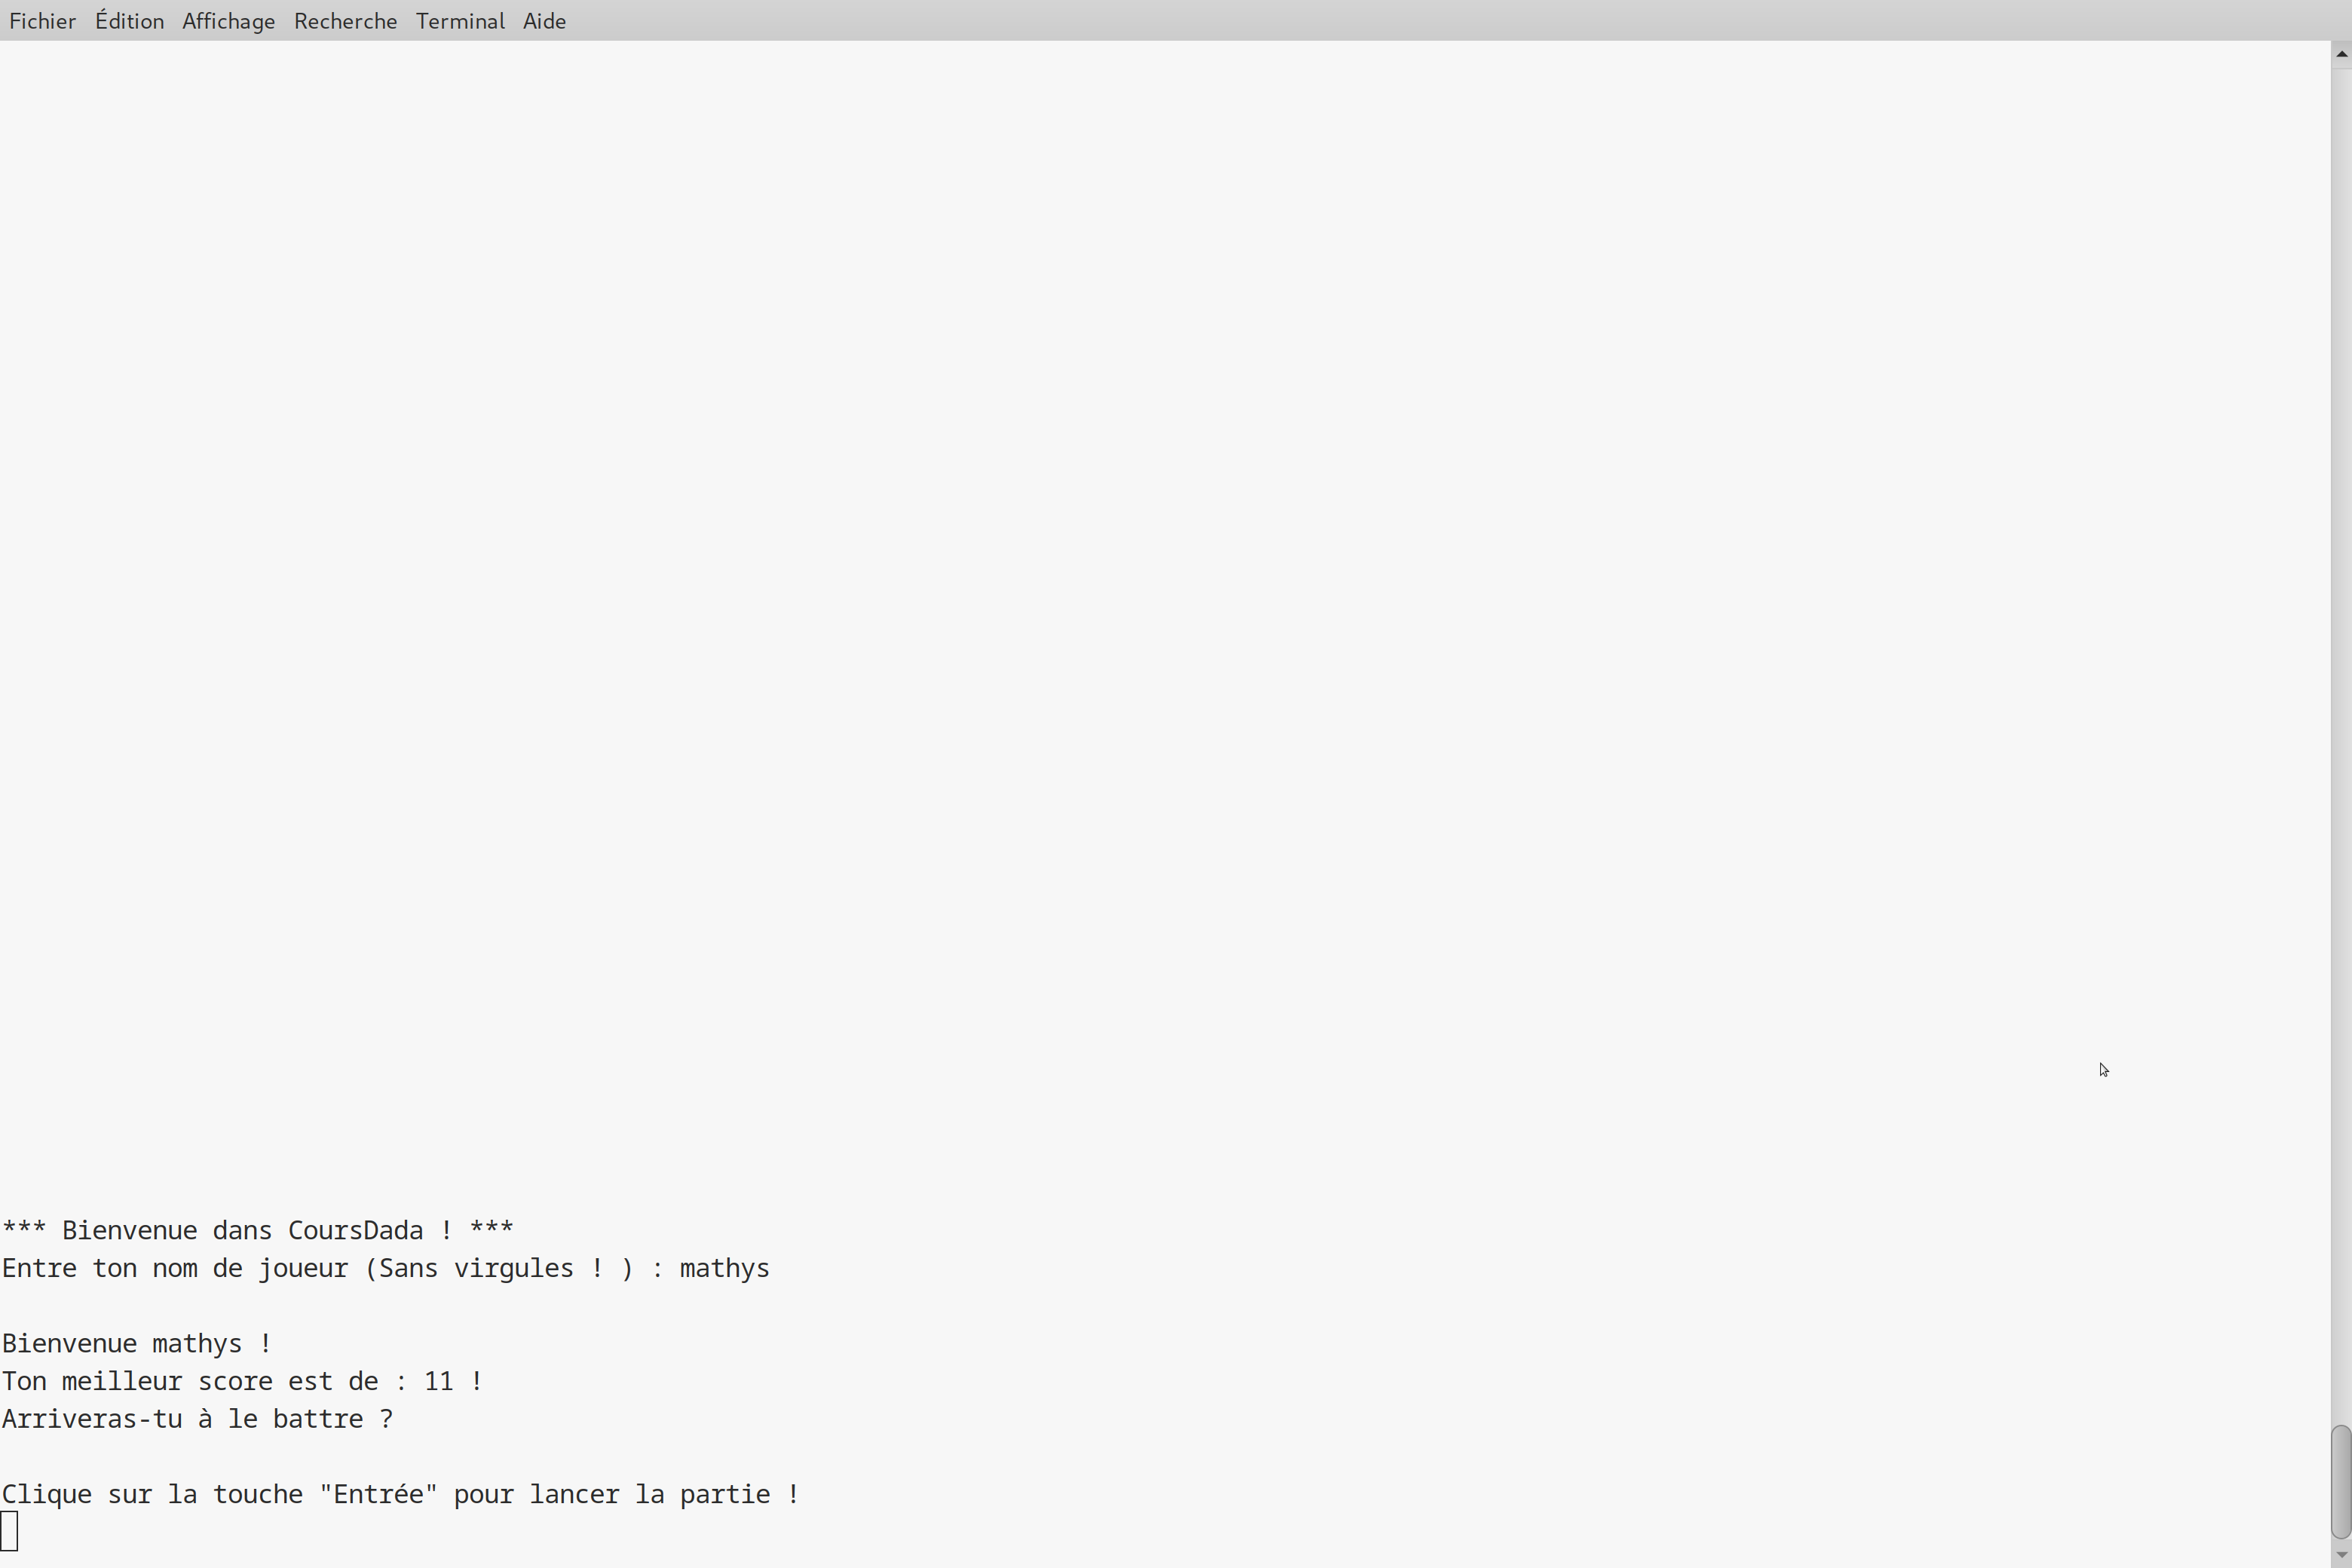 Fichier Édition Affichage Recherche Terminal Aide
*** Bienvenue dans CoursDada ! ***
Entre ton nom de joueur (Sans virgules ! ) : mathys
Bienvenue mathys !
Ton meilleur score est de : 11 !
Arriveras-tu à le battre ?
Clique sur la touche "Entrée" pour lancer la partie !